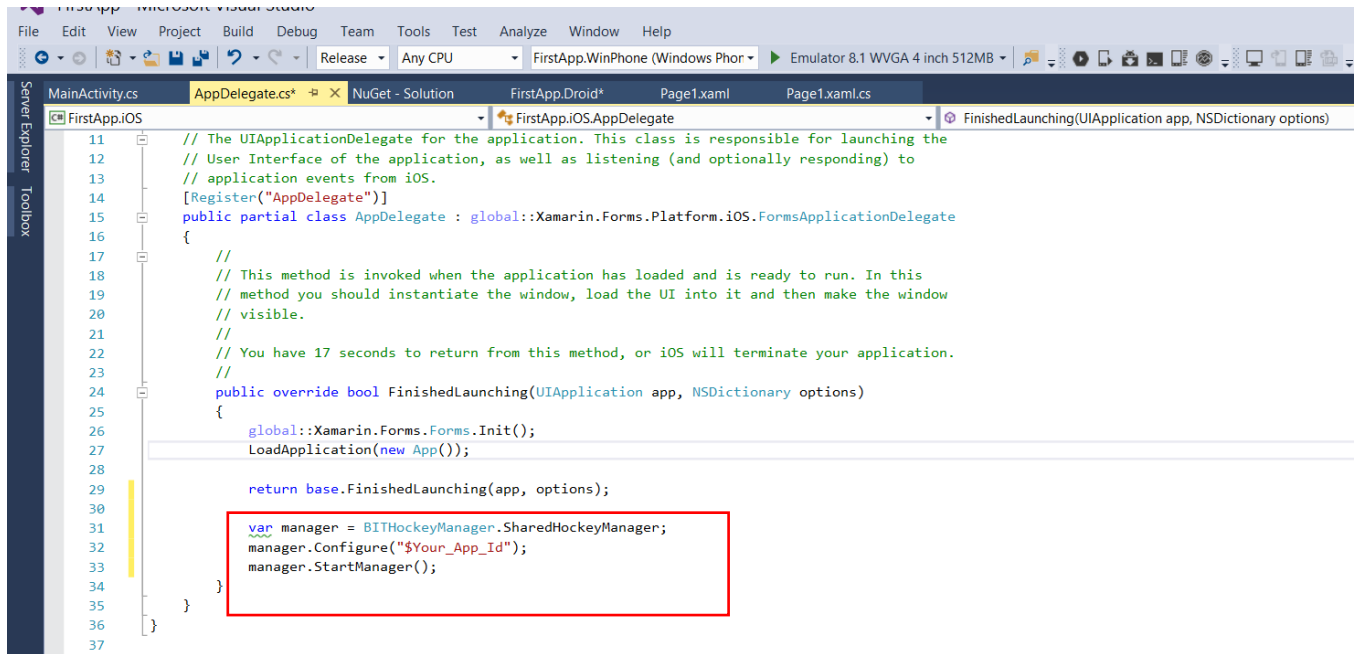 FirstApp - Microsoft Visual Studio
File Edit View Project Build Debug Team Tools Test Analyze Window Help
Release Any CPU FirstApp.WinPhone (Windows Phon Emulator 8.1 WVGA 4 inch 512MB
Server Explorer
Toolbox
MainActivity.cs AppDelegate.cs* NuGet - Solution FirstApp.Droid* Page1.xaml Page1.xaml.cs
C# FirstApp.iOS FirstApp.iOS.AppDelegate FinishedLaunching(UIApplication app, NSDictionary options)
11 // The UIApplicationDelegate for the application. This class is responsible for launching the
12 // User Interface of the application, as well as listening (and optionally responding) to
13 // application events from iOS.
14 [Register("AppDelegate")]
15 public partial class AppDelegate : global::Xamarin.Forms.Platform.iOS.FormsApplicationDelegate
16 {
17 //
18 // This method is invoked when the application has loaded and is ready to run. In this
19 // method you should instantiate the window, load the UI into it and then make the window
20 // visible.
21 //
22 // You have 17 seconds to return from this method, or iOS will terminate your application.
23 //
24 public override bool FinishedLaunching(UIApplication app, NSDictionary options)
25 {
26 global::Xamarin.Forms.Forms.Init();
27 LoadApplication(new App());
28
29 return base.FinishedLaunching(app, options);
30
31 var manager = BITHockeyManager.SharedHockeyManager;
32 manager.Configure("$Your_App_Id");
33 manager.StartManager();
34 }
35 }
36 }
37